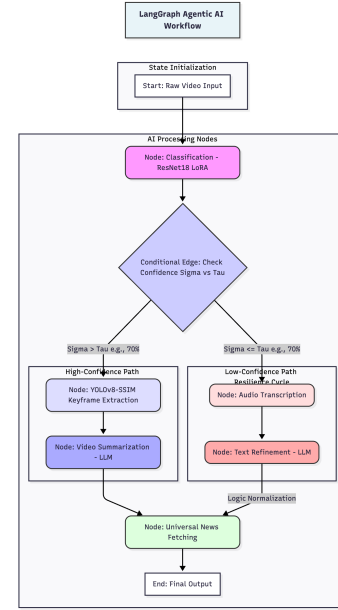 LangGraph Agentic AI
Workflow
State Initialization
Start: Raw Video Input
AI Processing Nodes
Node: Classification -
ResNet18 LoRA
Conditional Edge: Check
Confidence Sigma vs Tau
Sigma > Tau e.g., 70%
Sigma <= Tau e.g., 70%
High-Confidence Path
Node: YOLOv8-SSIM
Keyframe Extraction
Node: Video Summarization
- LLM
Low-Confidence Path
Resilience Cycle
Node: Audio Transcription
Node: Text Refinement - LLM
Logic Normalization
Node: Universal News
Fetching
End: Final Output